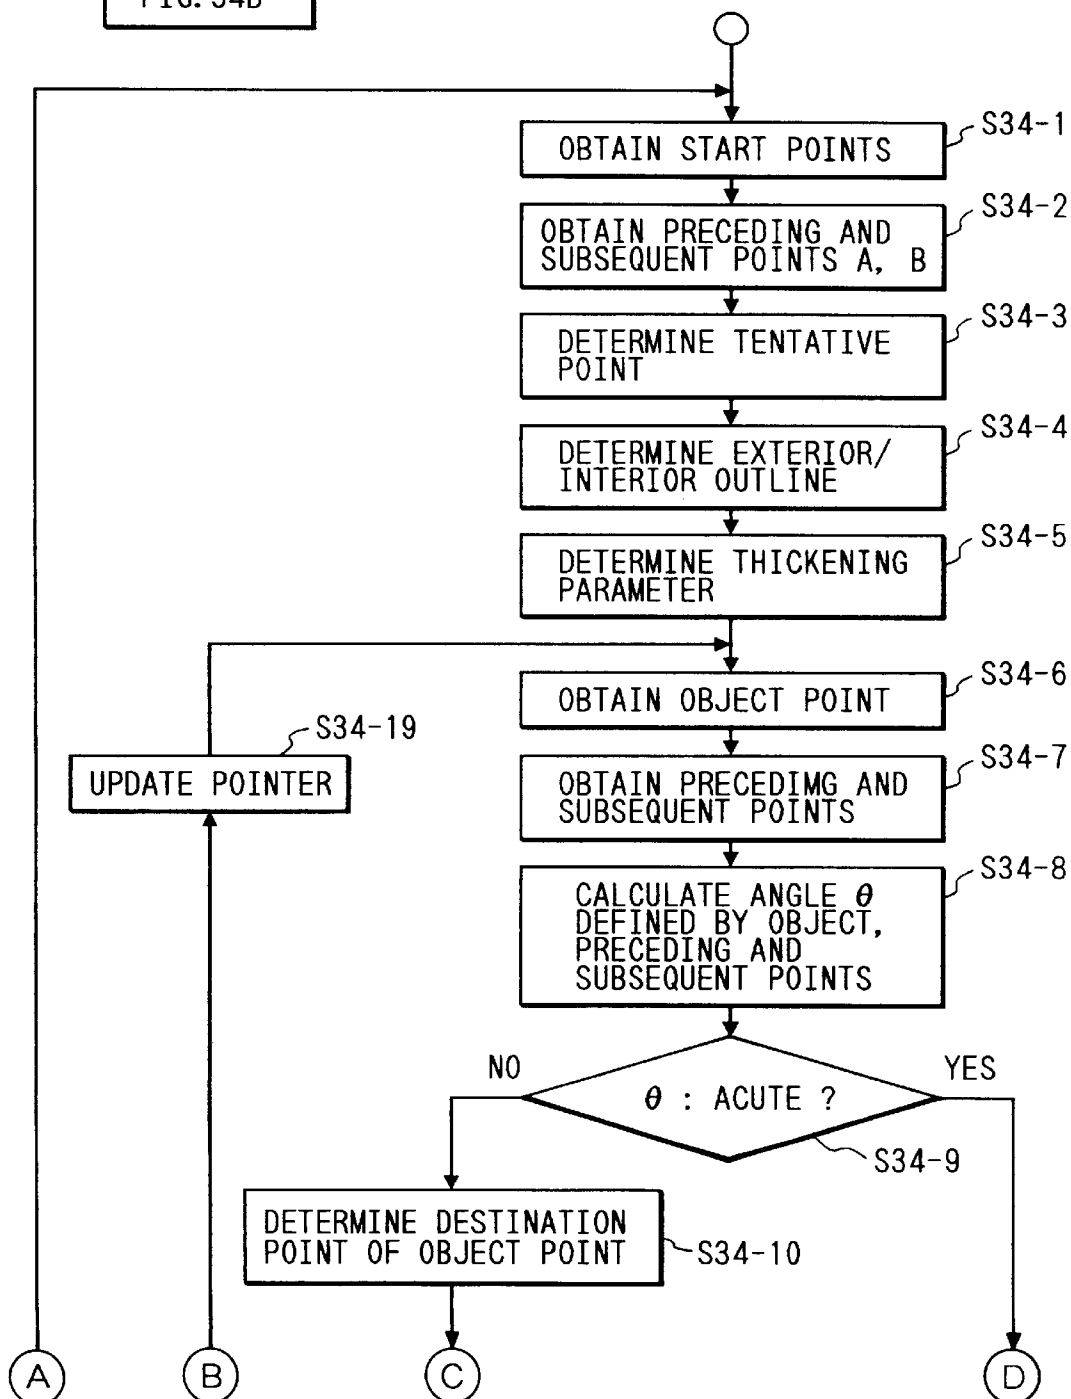 FIG. 34B
S34-1
OBTAIN START POINTS
S34-2
OBTAIN PRECEDING AND
SUBSEQUENT POINTS A, B
S34-3
DETERMINE TENTATIVE
POINT
S34-4
DETERMINE EXTERIOR/
INTERIOR OUTLINE
S34-5
DETERMINE THICKENING
PARAMETER
S34-6
OBTAIN OBJECT POINT
S34-19
UPDATE POINTER
S34-7
OBTAIN PRECEDIMG AND
SUBSEQUENT POINTS
S34-8
CALCULATE ANGLE θ
DEFINED BY OBJECT,
PRECEDING AND
SUBSEQUENT POINTS
NO
YES
θ : ACUTE ?
S34-9
DETERMINE DESTINATION
POINT OF OBJECT POINT
S34-10
A
B
C
D